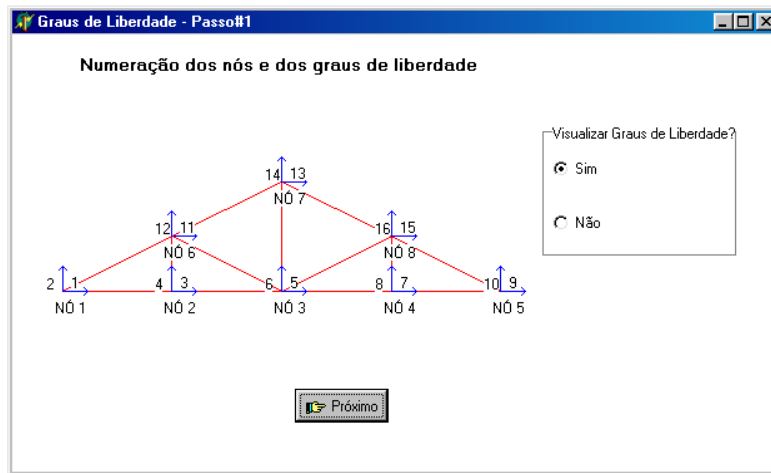 Graus de Liberdade - Passo#1
Numeração dos nós e dos graus de liberdade
Visualizar Graus de Liberdade?
Sim
Não
14 13
NÓ 7
12 11
16 15
NÓ 6
NÓ 8
2 1
4 3
6 5
8 7
10 9
NÓ 1
NÓ 2
NÓ 3
NÓ 4
NÓ 5
Próximo